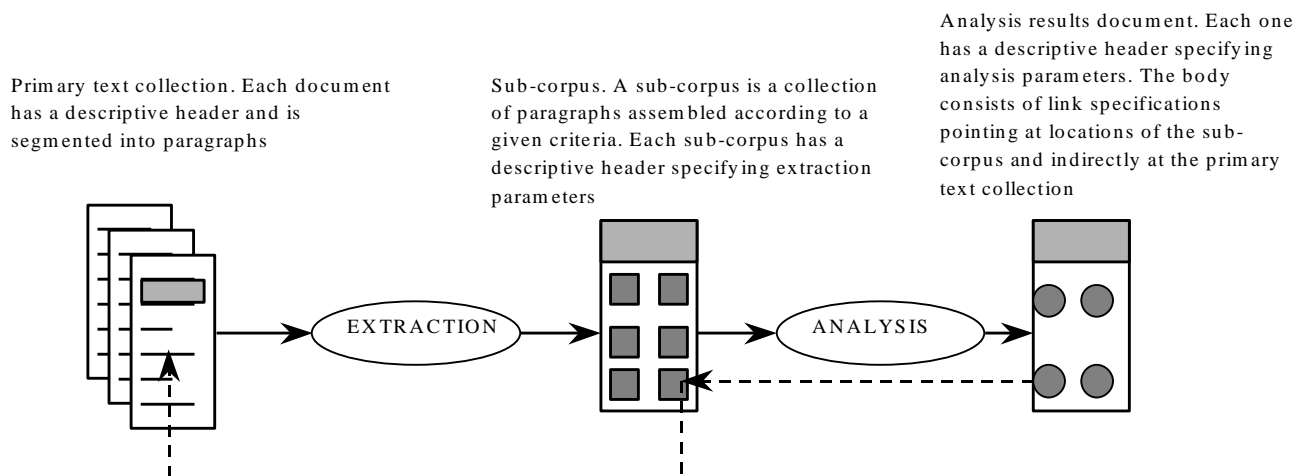 Primary text collection. Each document
has a descriptive header and is
segmented into paragraphs
Sub-corpus. A sub-corpus is a collection
of paragraphs assembled according to a
given criteria. Each sub-corpus has a
descriptive header specifying extraction
parameters
Analysis results document. Each one
has a descriptive header specifying
analysis parameters. The body
consists of link specifications
pointing at locations of the sub-
corpus and indirectly at the primary
text collection
EXTRACTION
ANALYSIS